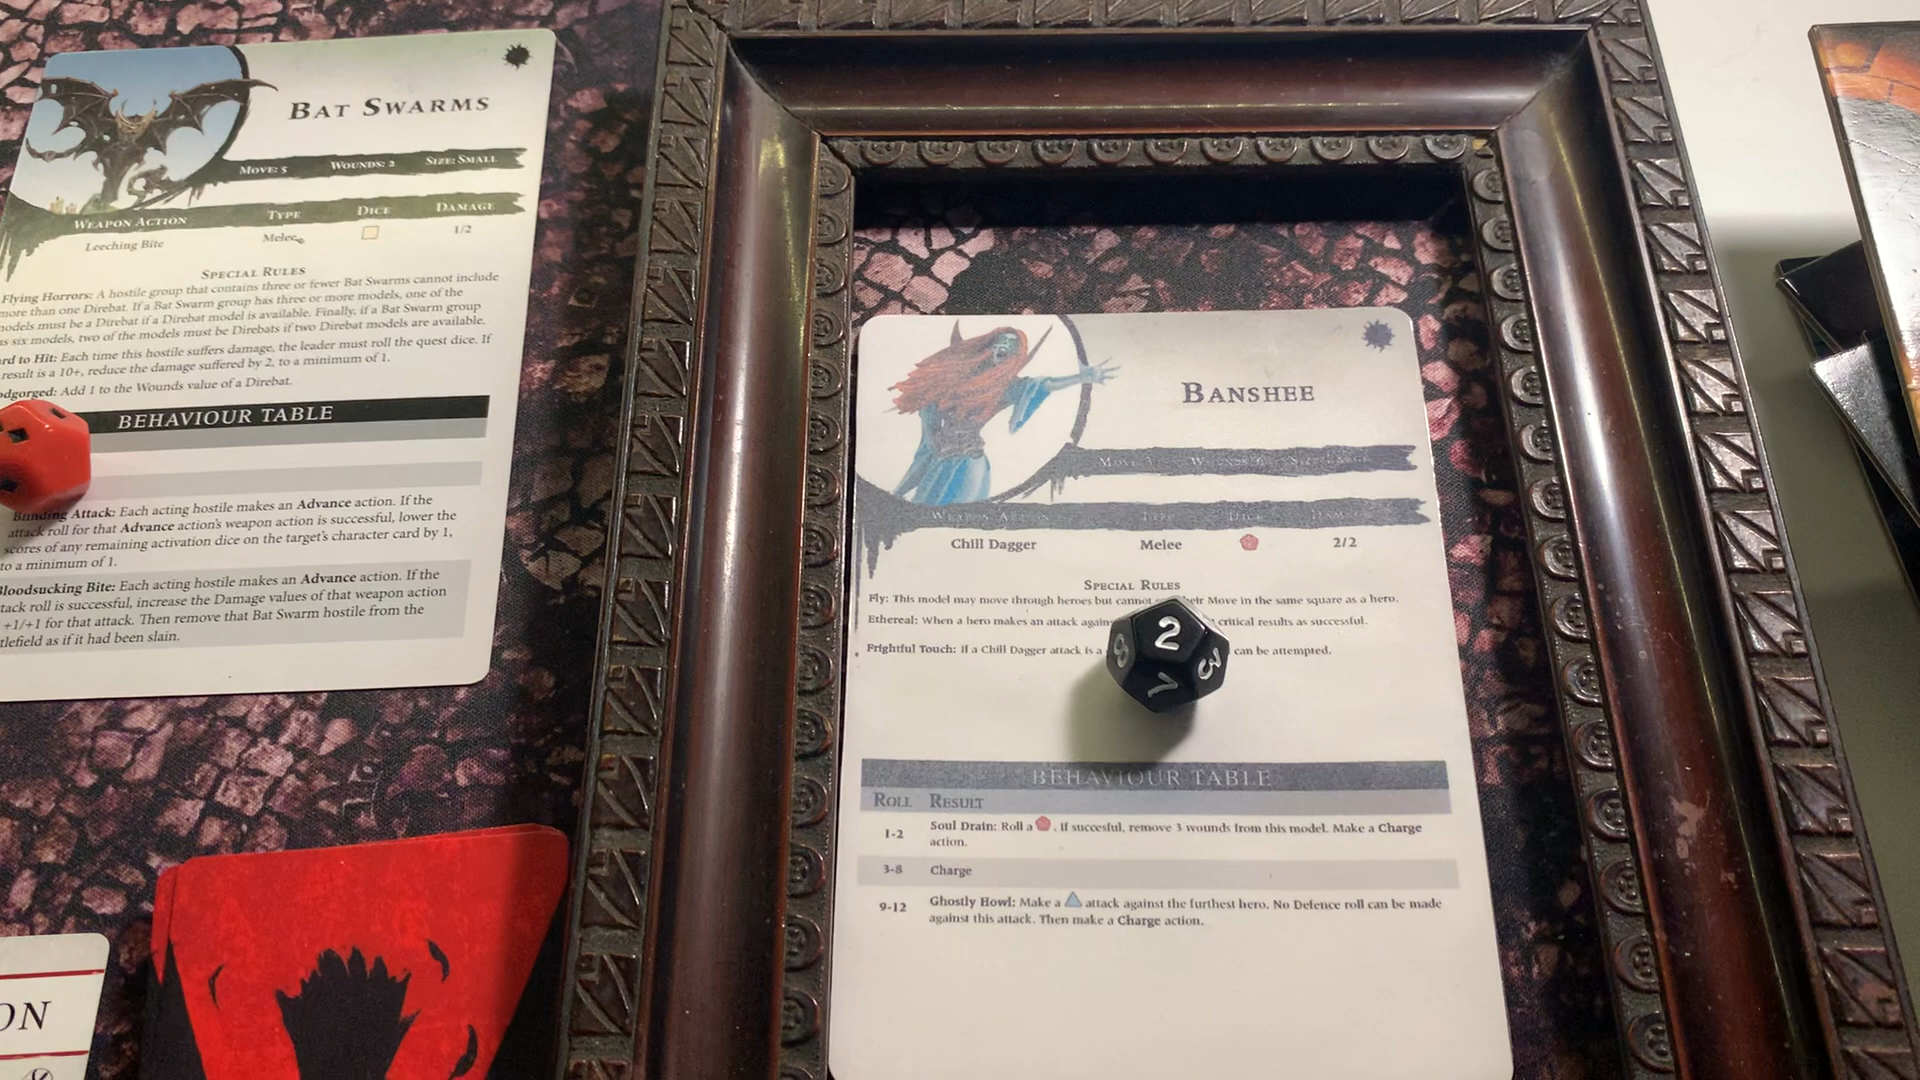 BAT SWARMS
MOVE: 5 WOUNDS: 2 SIZE: SMALL
WEAPON ACTION TYPE DICE DAMAGE
Leeching Bite Melee 1/2
SPECIAL RULES
Flying Horrors: A hostile group that contains three or fewer Bat Swarms cannot include
more than one Direbat. If a Bat Swarm group has three or more models, one of the
models must be a Direbat if a Direbat model is available. Finally, if a Bat Swarm group
six models, two of the models must be Direbats if two Direbat models are available.
to Hit: Each time this hostile suffers damage, the leader must roll the quest dice. If
result is a 10+, reduce the damage suffered by 2, to a minimum of 1.
Add 1 to the Wounds value of a Direbat.
BEHAVIOUR TABLE
Blinding Attack: Each acting hostile makes an Advance action. If the
attack roll for that Advance action's weapon action is successful, lower the
scores of any remaining activation dice on the target's character card by 1,
to a minimum of 1.
Bloodsucking Bite: Each acting hostile makes an Advance action. If the
tack roll is successful, increase the Damage values of that weapon action
+1/+1 for that attack. Then remove that Bat Swarm hostile from the
tlefield as if it had been slain.
ON
BANSHEE
MOVE WOUNDS
WEAPON ACTION TYPE DICE DAMAGE
Chill Dagger Melee 2/2
SPECIAL RULES
Fly: This model may move through heroes but cannot their Move in the same square as a hero.
Ethereal: When a hero makes an attack agains critical results as successful.
Frightful Touch: If a Chill Dagger attack is a can be attempted.
2
8
3
7
BEHAVIOUR TABLE
ROLL RESULT
1-2 Soul Drain: Roll a . If succesful, remove 3 wounds from this model. Make a Charge
action.
3-8 Charge
9-12 Ghostly Howl: Make a attack against the furthest hero. No Defence roll can be made
against this attack. Then make a Charge action.